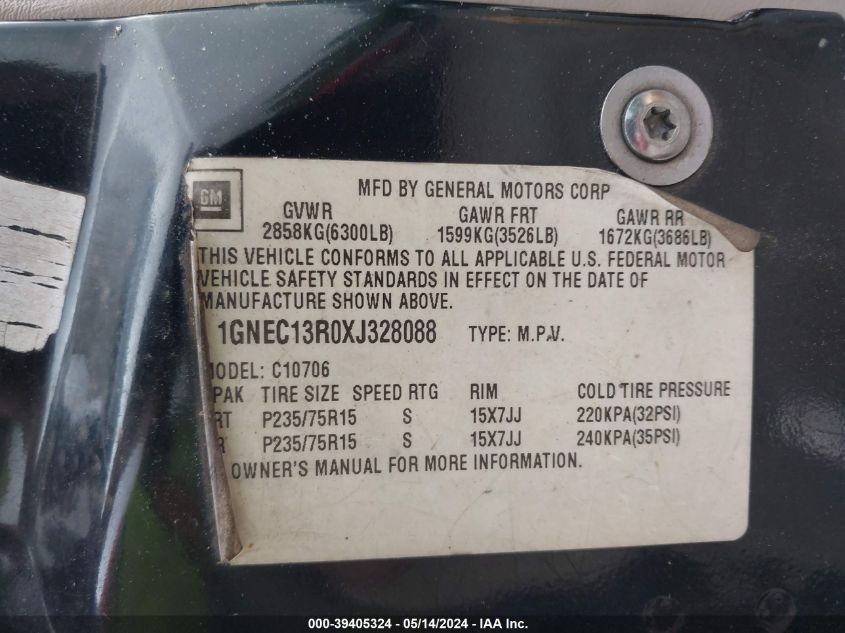 GM
MFD BY GENERAL MOTORS CORP
GVWR GAWR FRT GAWR RR
2858KG(6300LB) 1599KG(3526LB) 1672KG(3686LB)
THIS VEHICLE CONFORMS TO ALL APPLICABLE U.S. FEDERAL MOTOR
VEHICLE SAFETY STANDARDS IN EFFECT ON THE DATE OF
MANUFACTURE SHOWN ABOVE.
1GNEC13R0XJ328088 TYPE: M.P.V.
ODEL: C10706
PAK TIRE SIZE SPEED RTG RIM COLD TIRE PRESSURE
RT P235/75R15 S 15X7JJ 220KPA(32PSI)
R P235/75R15 S 15X7JJ 240KPA(35PSI)
OWNER'S MANUAL FOR MORE INFORMATION.
000-39405324 - 05/14/2024 - IAA Inc.